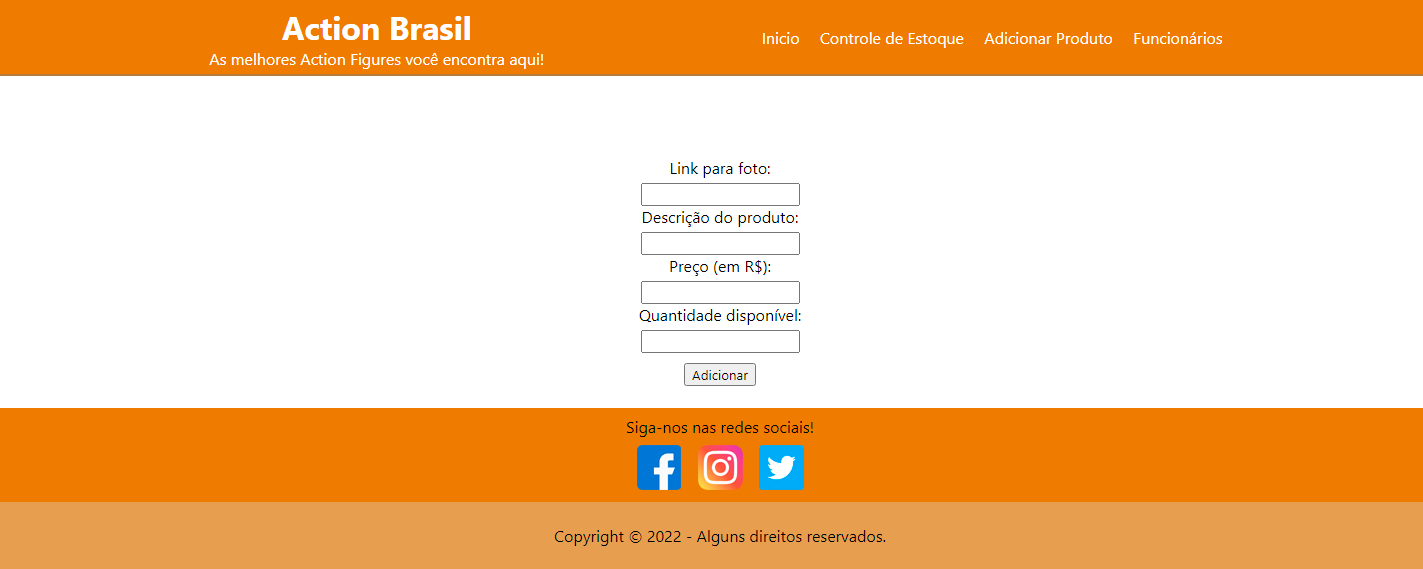 Action Brasil
As melhores Action Figures você encontra aqui!
Inicio Controle de Estoque Adicionar Produto Funcionários
Link para foto:
Descrição do produto:
Preço (em R$):
Quantidade disponível:
Adicionar
Siga-nos nas redes sociais!
Copyright © 2022 - Alguns direitos reservados.